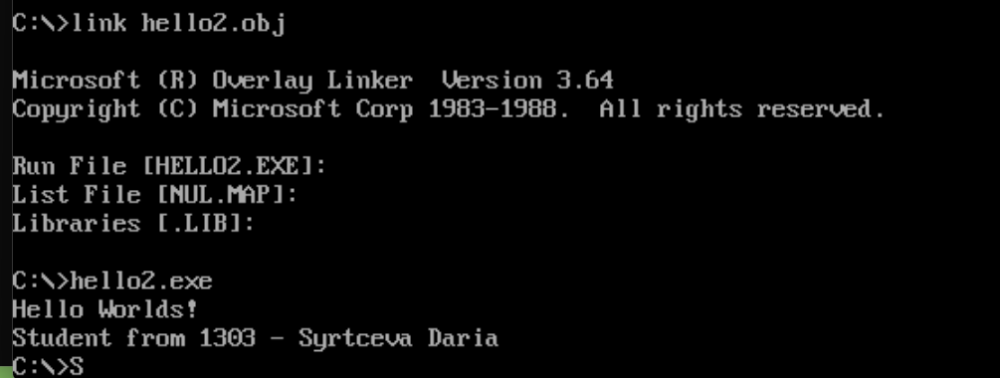 C:\>link hello2.obj
Microsoft (R) Overlay Linker  Version 3.64
Copyright (C) Microsoft Corp 1983-1988.  All rights reserved.
Run File [HELLO2.EXE]:
List File [NUL.MAP]:
Libraries [.LIB]:
C:\>hello2.exe
Hello Worlds!
Student from 1303 - Syrtceva Daria
C:\>S